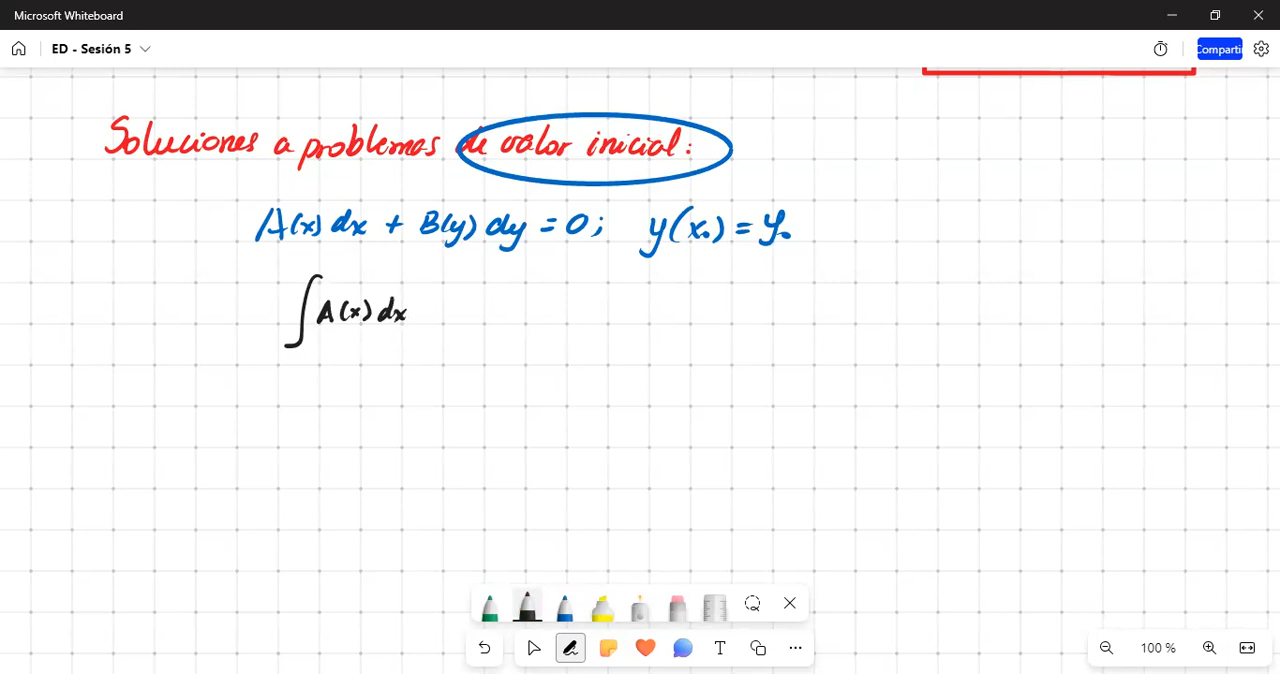 Microsoft Whiteboard
ED - Sesión 5
Compartir
Soluciones a problemas de valor inicial:
A(x) dx + B(y) dy = 0; y(x₀) = y₀
∫ A(x) dx
T
100 %